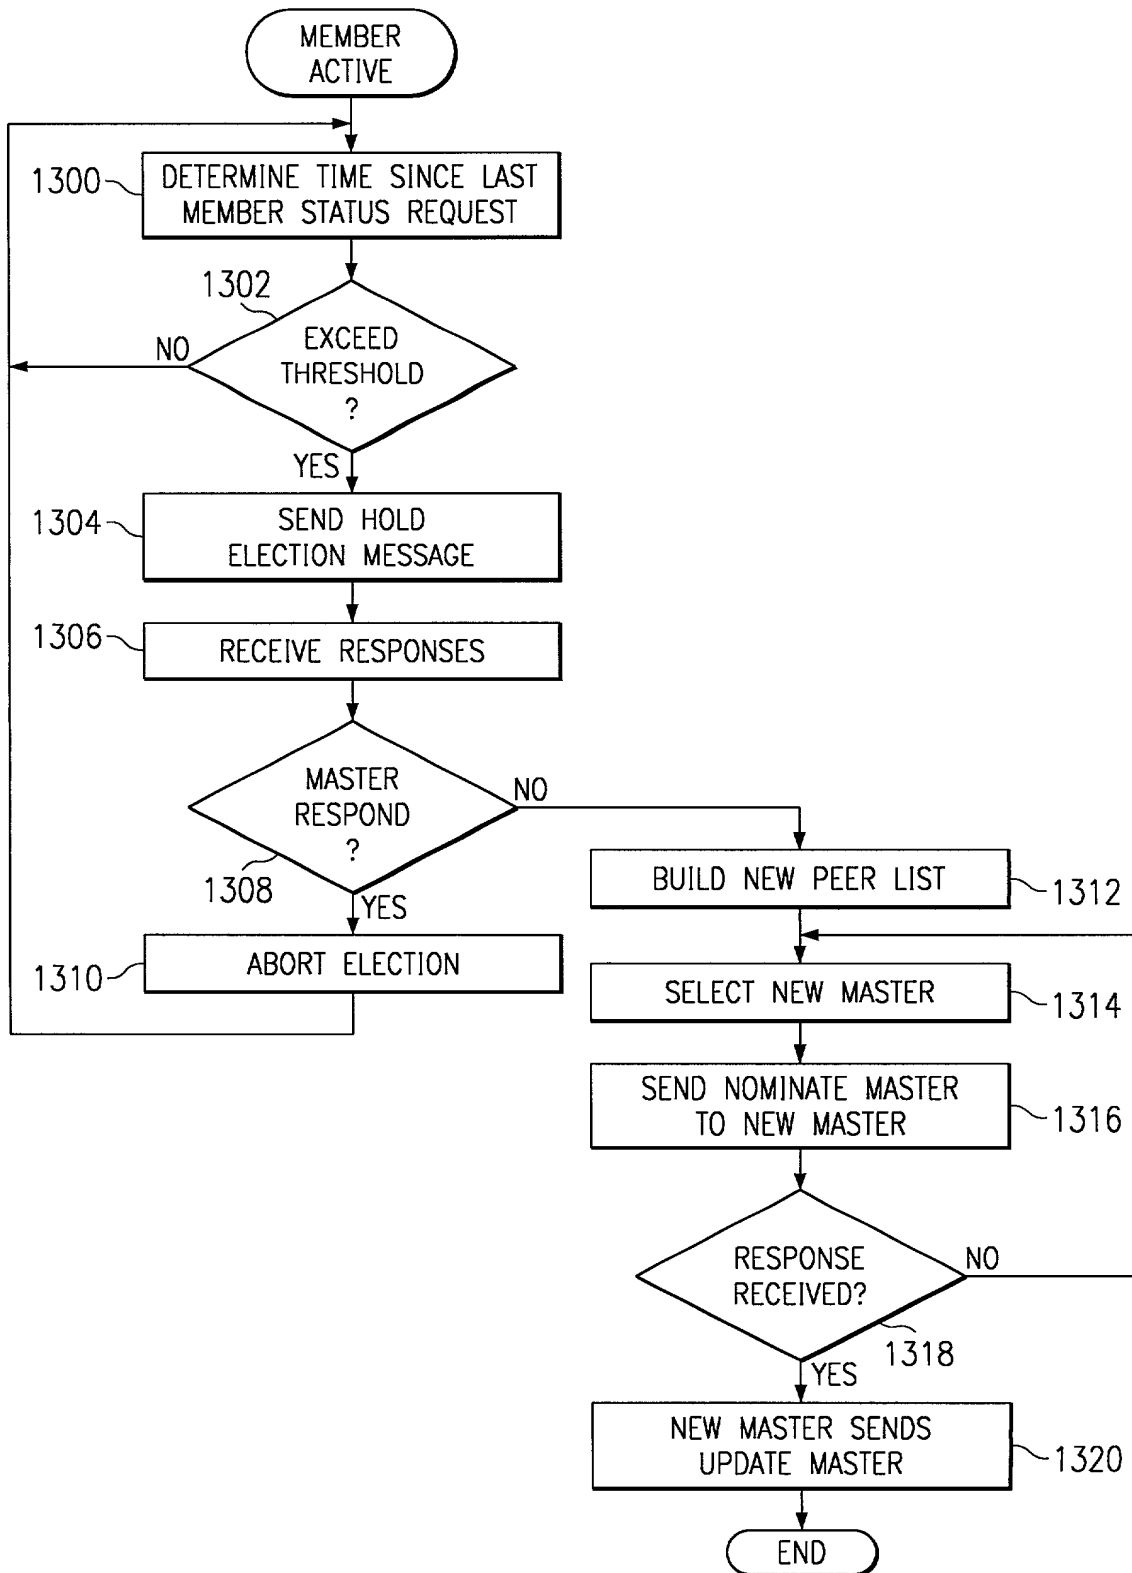 MEMBER
ACTIVE
1300
DETERMINE TIME SINCE LAST
MEMBER STATUS REQUEST
1302
EXCEED
THRESHOLD
?
NO
YES
1304
SEND HOLD
ELECTION MESSAGE
1306
RECEIVE RESPONSES
MASTER
RESPOND
?
NO
1308
YES
1310
ABORT ELECTION
BUILD NEW PEER LIST
1312
SELECT NEW MASTER
1314
SEND NOMINATE MASTER
TO NEW MASTER
1316
RESPONSE
RECEIVED?
NO
1318
YES
NEW MASTER SENDS
UPDATE MASTER
1320
END